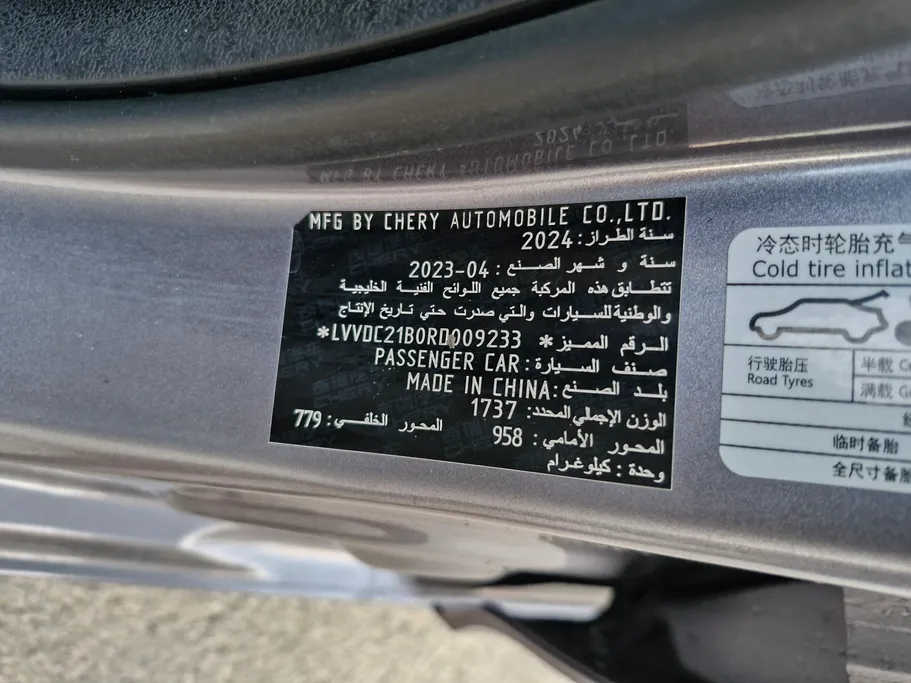 MFG BY CHERY AUTOMOBILE CO.,LTD.
سنة الطراز: 2024
سنة و شهر الصنع : 2023-04
تتطابق هذه المركبة جميع اللوائح الفنية الخليجية
والوطنية للسيارات والتي صدرت حتي تاريخ الإنتاج
الرقم المميز: *LVVDC21B0RD009233*
صنف السيارة: PASSENGER CAR
بلد الصنع: MADE IN CHINA
الوزن الإجمالي المحدد: 1737
المحور الأمامي: 958 المحور الخلفي: 779
وحدة : كيلوغرام
冷态时轮胎充气
Cold tire inflat
行驶胎压
Road Tyres
半载
满载
临时备胎
全尺寸备胎